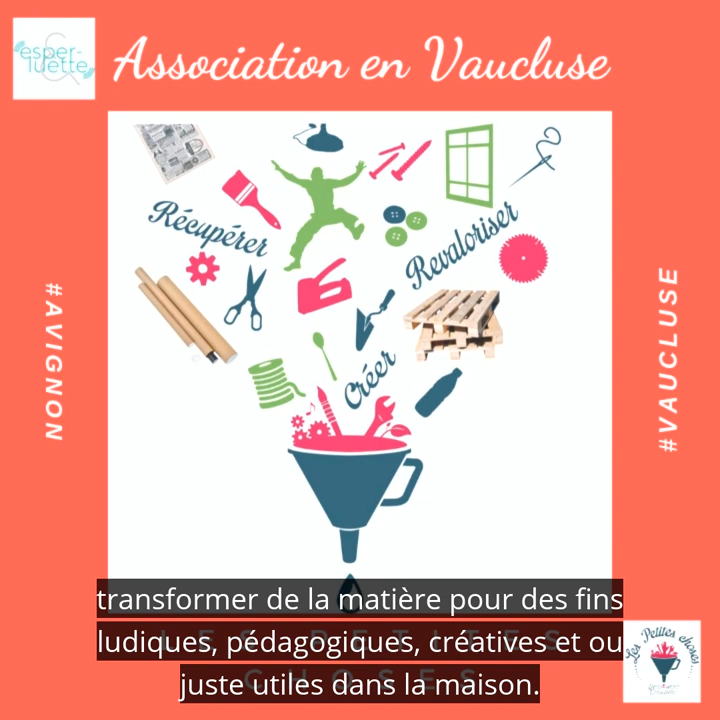 esper-
luette
&
Association en Vaucluse
Récupérer
Revaloriser
Créer
#AVIGNON
#VAUCLUSE
transformer de la matière pour des fins
ludiques, pédagogiques, créatives et ou
juste utiles dans la maison.
Les Petites choses